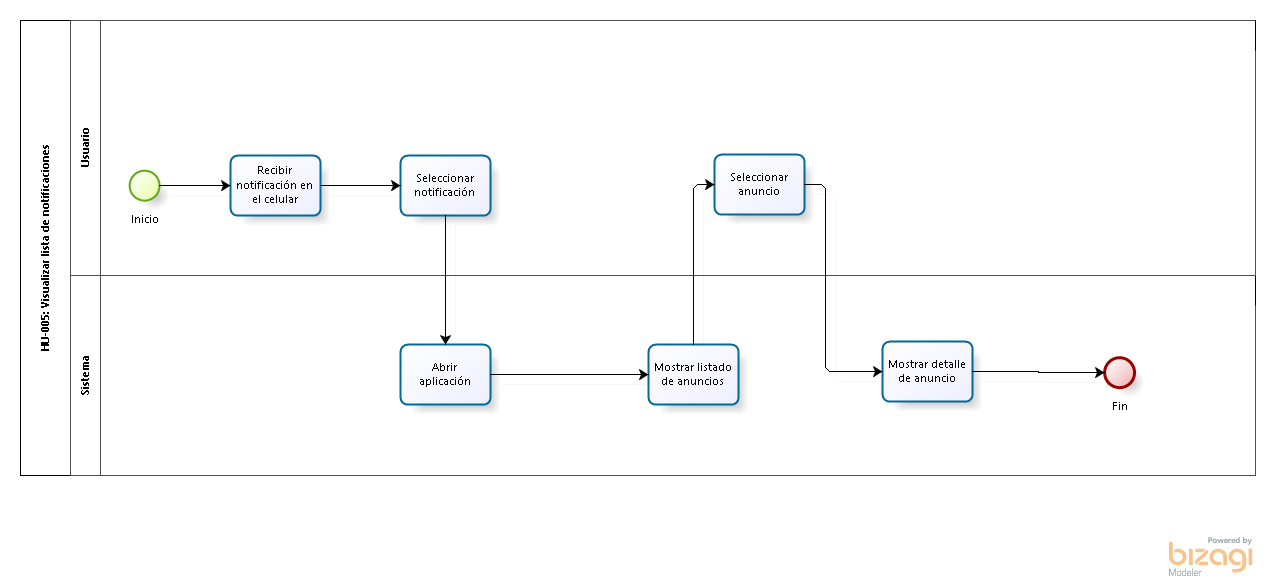 HU-005: Visualizar lista de notificaciones
Usuario
Inicio
Recibir
notificación en
el celular
Seleccionar
notificación
Seleccionar
anuncio
Sistema
Abrir
aplicación
Mostrar listado
de anuncios
Mostrar detalle
de anuncio
Fin
Powered by
bizagi
Modeler